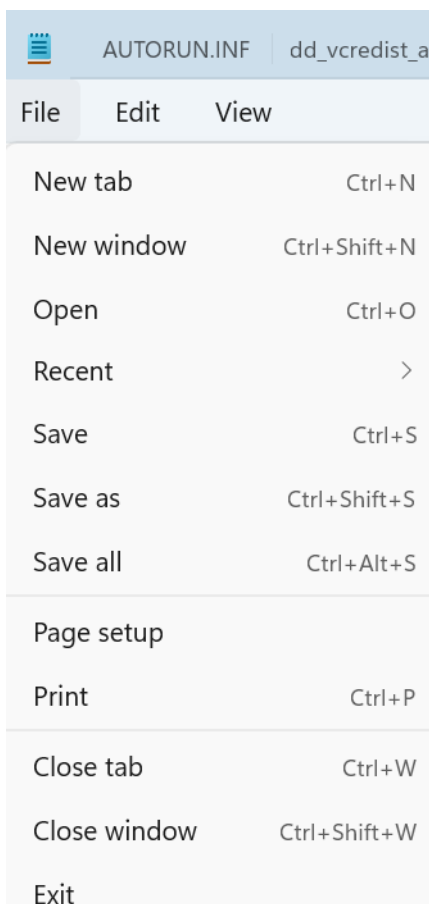 AUTORUN.INF dd_vcredist_a
File Edit View
New tab Ctrl+N
New window Ctrl+Shift+N
Open Ctrl+O
Recent
Save Ctrl+S
Save as Ctrl+Shift+S
Save all Ctrl+Alt+S
Page setup
Print Ctrl+P
Close tab Ctrl+W
Close window Ctrl+Shift+W
Exit